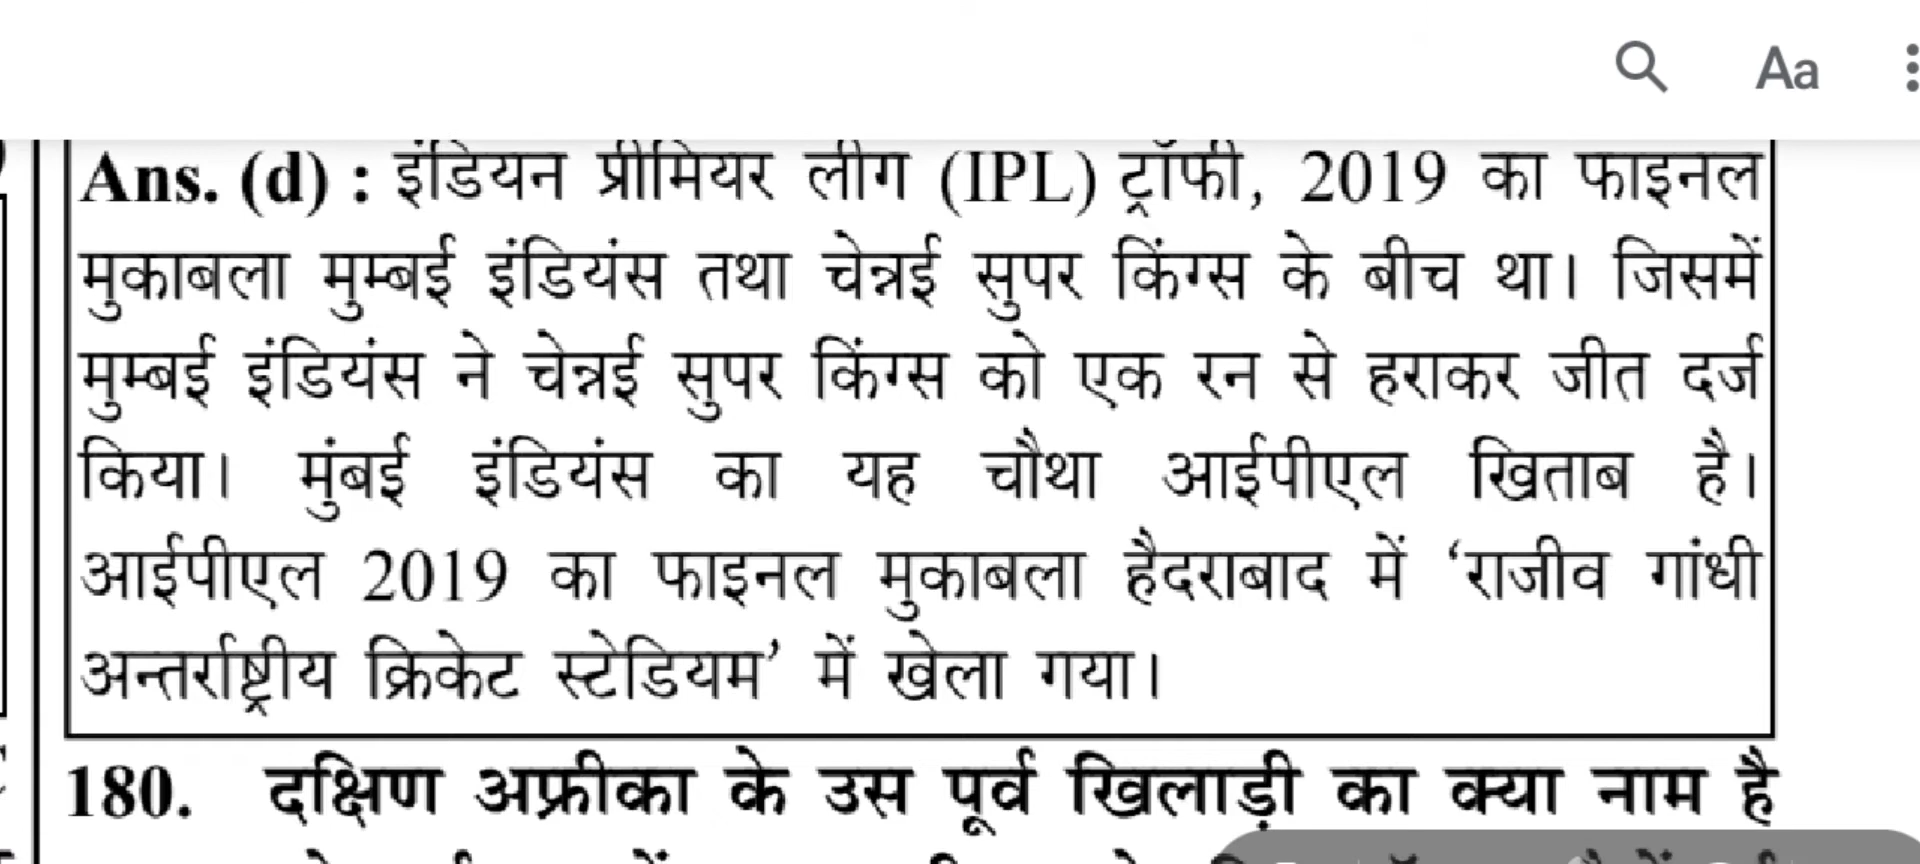 Aa
Ans. (d) : इंडियन प्रीमियर लीग (IPL) ट्रॉफी, 2019 का फाइनल
मुकाबला मुम्बई इंडियंस तथा चेन्नई सुपर किंग्स के बीच था। जिसमें
मुम्बई इंडियंस ने चेन्नई सुपर किंग्स को एक रन से हराकर जीत दर्ज
किया। मुंबई इंडियंस का यह चौथा आईपीएल खिताब है।
आईपीएल 2019 का फाइनल मुकाबला हैदराबाद में ‘राजीव गांधी
अन्तर्राष्ट्रीय क्रिकेट स्टेडियम’ में खेला गया।
180. दक्षिण अफ्रीका के उस पूर्व खिलाड़ी का क्या नाम है